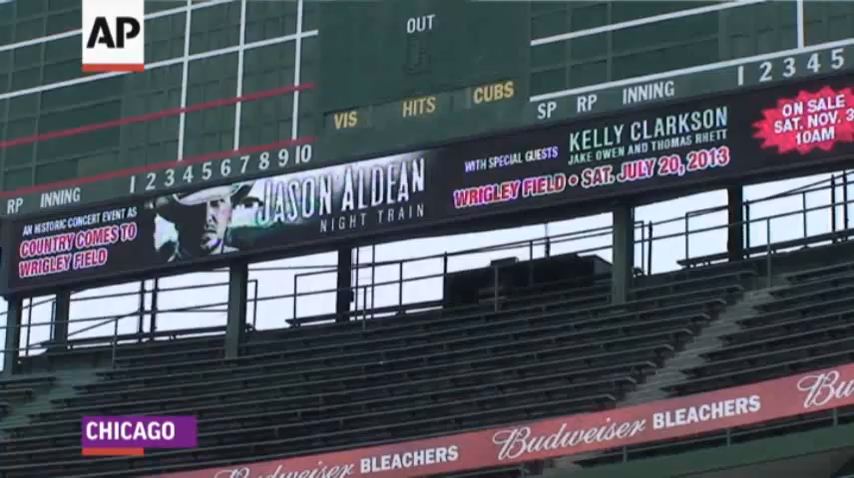 AP
OUT
VIS HITS CUBS
SP RP INNING 1 2 3 4 5
RP INNING 1 2 3 4 5 6 7 8 9 10
AN HISTORIC CONCERT EVENT AS
COUNTRY COMES TO
WRIGLEY FIELD
JASON ALDEAN
NIGHT TRAIN
WITH SPECIAL GUESTS
KELLY CLARKSON
JAKE OWEN AND THOMAS RHETT
WRIGLEY FIELD • SAT. JULY 20, 2013
ON SALE
SAT. NOV. 3
10AM
CHICAGO
Budweiser BLEACHERS Budweiser BLEACHERS Budweiser